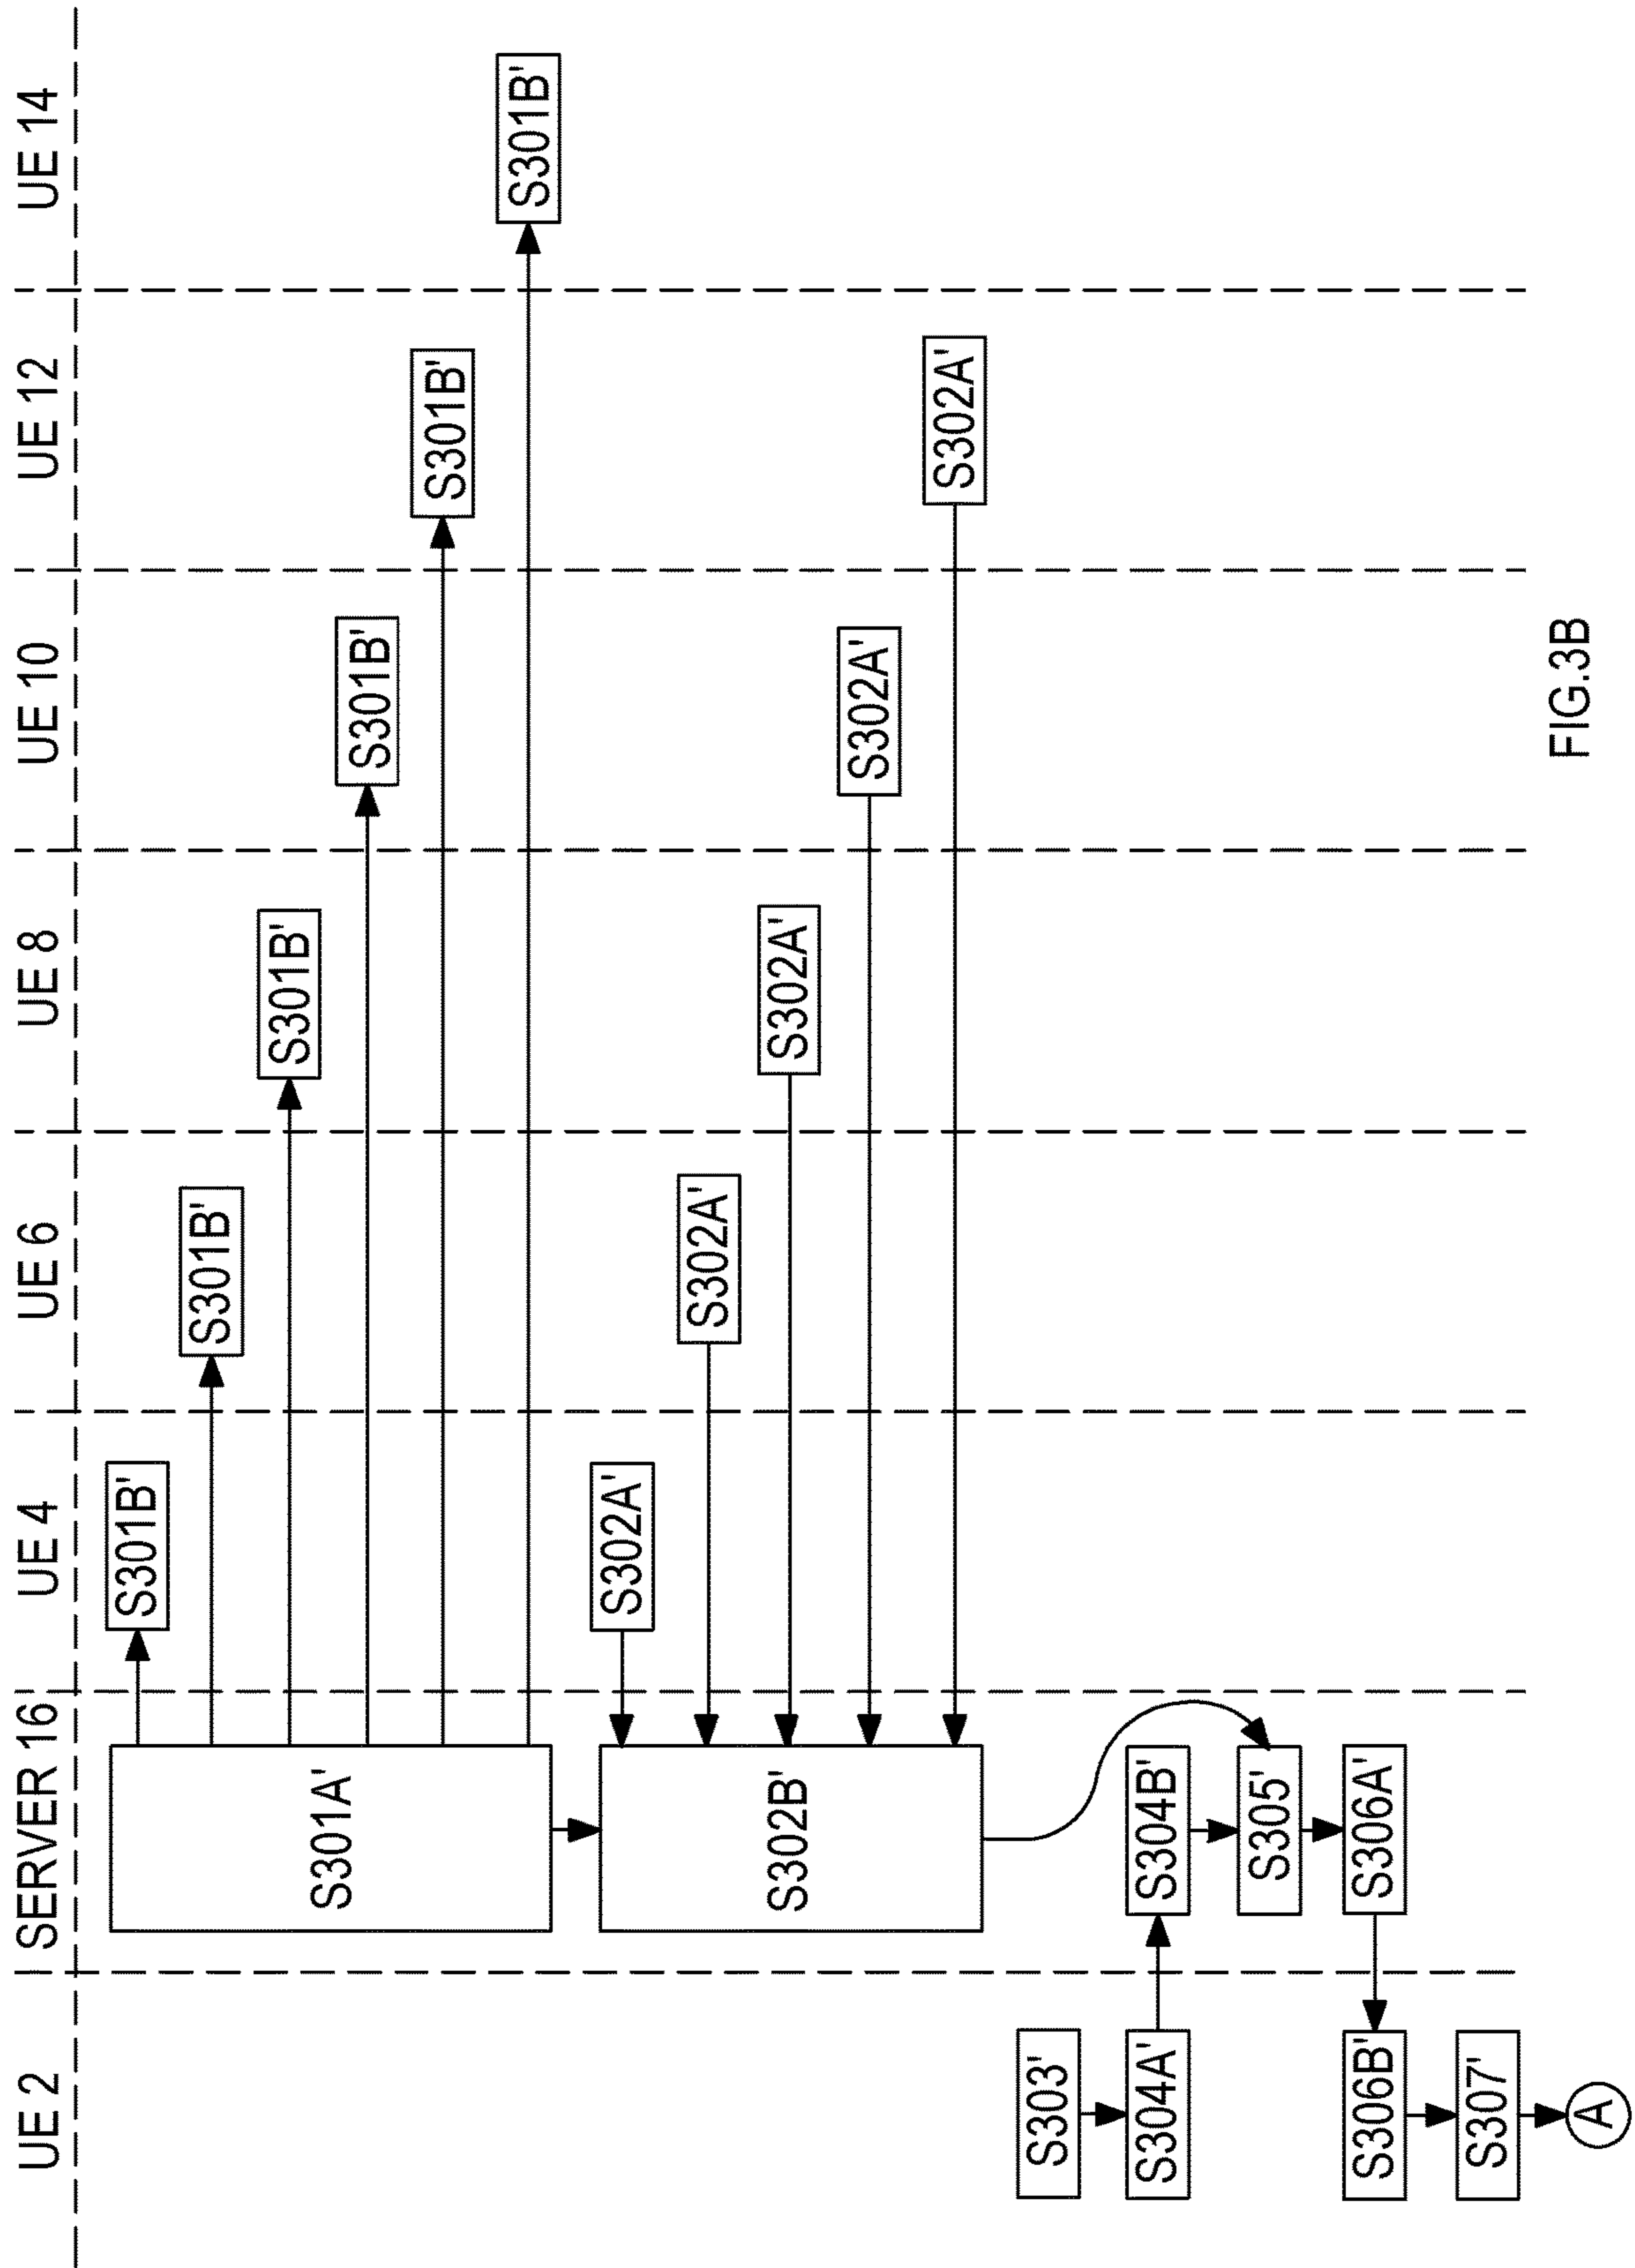 UE 2
SERVER 16
UE 4
UE 6
UE 8
UE 10
UE 12
UE 14
S301A'
S301B'
S301B'
S301B'
S301B'
S301B'
S301B'
S302B'
S302A'
S302A'
S302A'
S302A'
S302A'
S303'
S304A'
S304B'
S305'
S306A'
S306B'
S307'
A
FIG.3B